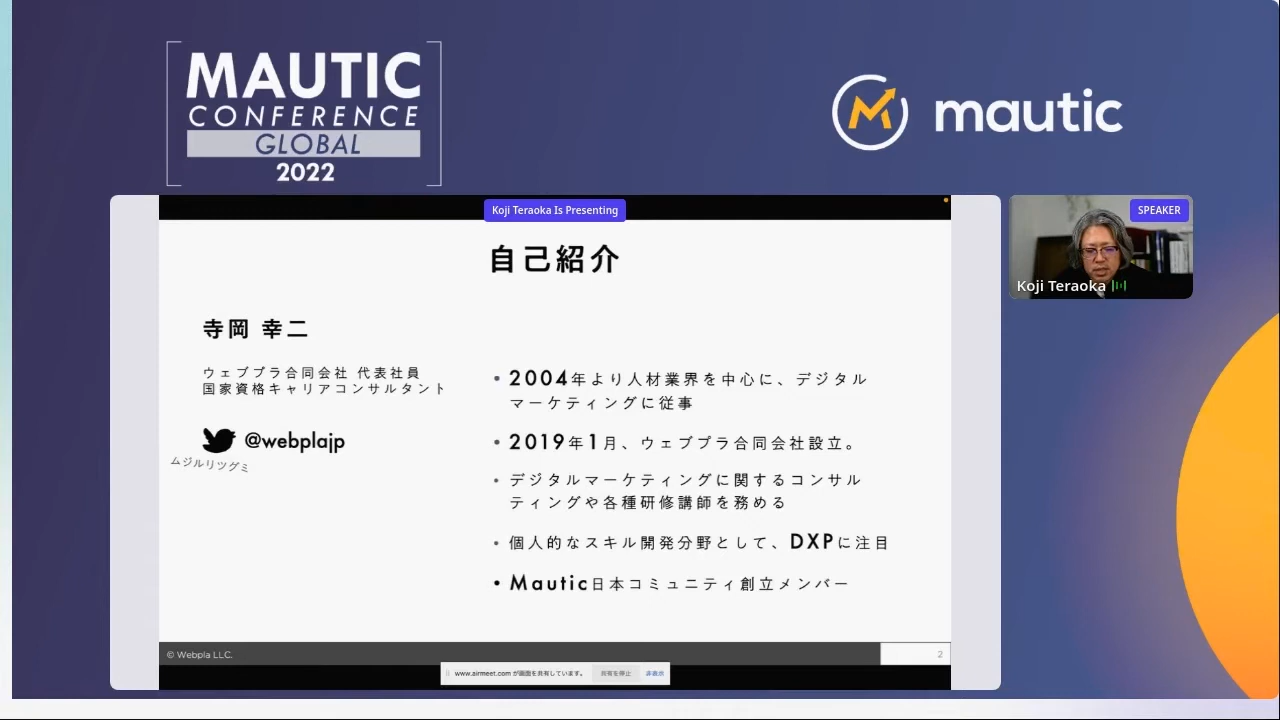 MAUTIC
CONFERENCE
GLOBAL
2022
mautic
Koji Teraoka Is Presenting
SPEAKER
Koji Teraoka
自己紹介
寺岡 幸二
ウェブプラ合同会社 代表社員
国家資格キャリアコンサルタント
@webplajp
ムジルリツグミ
• 2004年より人材業界を中心に、デジタル
マーケティングに従事
• 2019年1月、ウェブプラ合同会社設立。
• デジタルマーケティングに関するコンサル
ティングや各種研修講師を務める
• 個人的なスキル開発分野として、DXPに注目
• Mautic日本コミュニティ創立メンバー
© Webpla LLC.
2
www.airmeet.com が画面を共有しています。 共有を停止 非表示